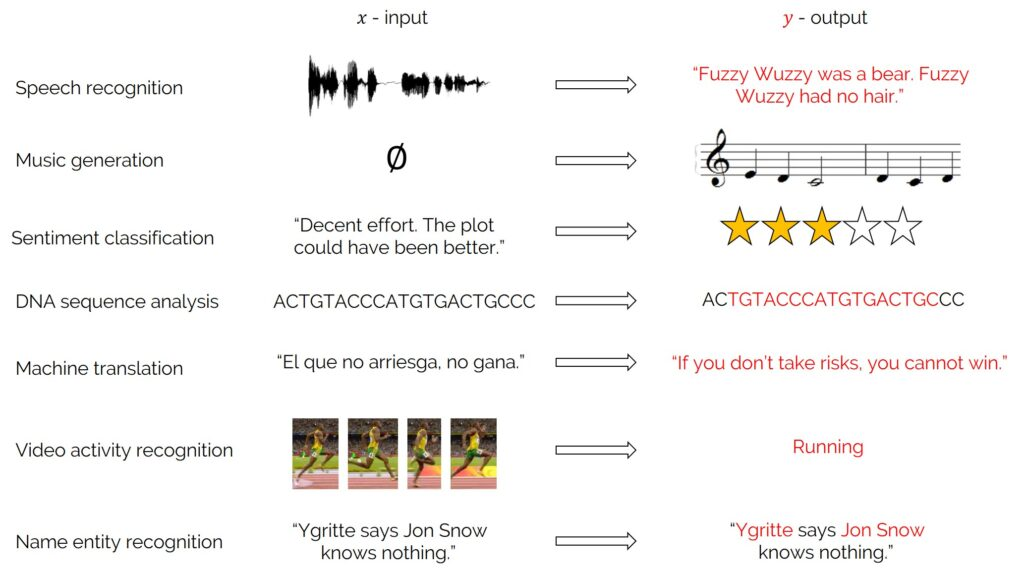 x - input
y - output
Speech recognition
“Fuzzy Wuzzy was a bear. Fuzzy
Wuzzy had no hair.”
Music generation
Ø
Sentiment classification
“Decent effort. The plot
could have been better.”
DNA sequence analysis
ACTGTACCCATGTGACTGCCC
ACTGTACCCATGTGACTGCCC
Machine translation
“El que no arriesga, no gana.”
“If you don’t take risks, you cannot win.”
Video activity recognition
Running
Name entity recognition
“Ygritte says Jon Snow
knows nothing.”
“Ygritte says Jon Snow
knows nothing.”